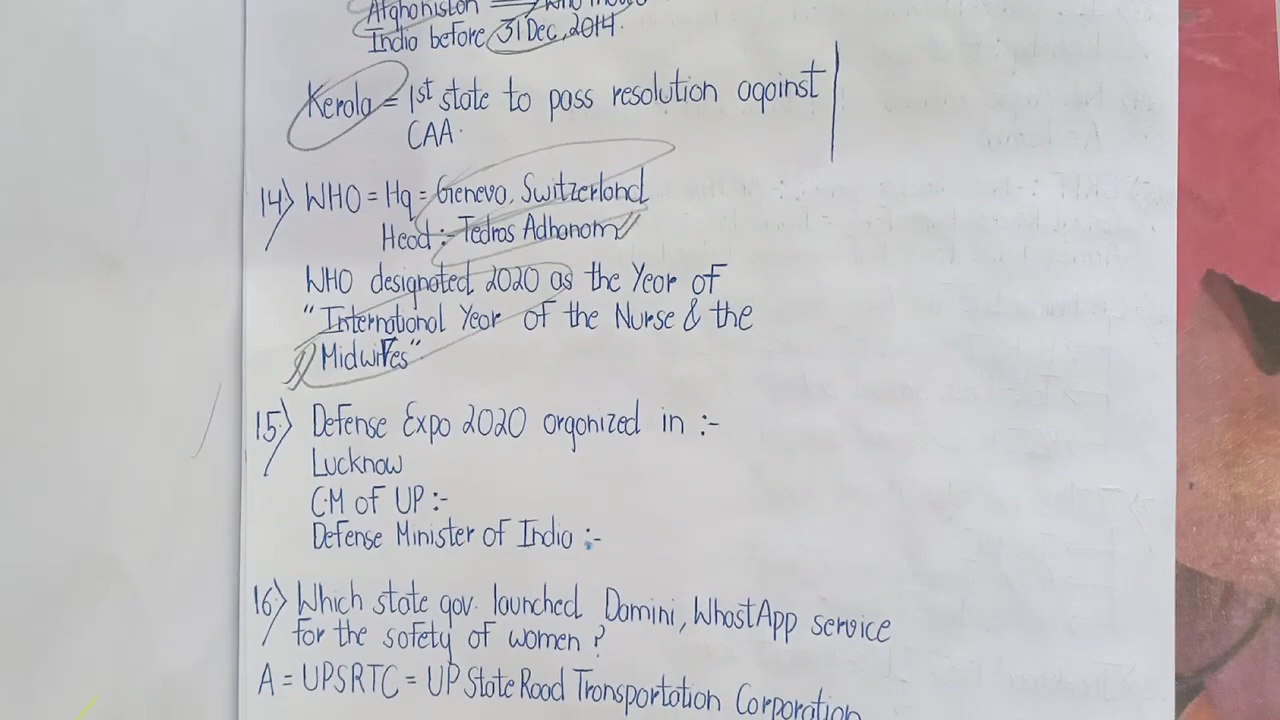 Afghanistan
India before 31 Dec, 2014.
Kerala = 1st state to pass resolution against
CAA.
14) WHO = Hq = Geneva, Switzerland
Head :- Tedros Adhanom
WHO designated 2020 as the Year of
"International Year of the Nurse & the
Midwifes"
15) Defense Expo 2020 organized in :-
Lucknow
C.M of UP :-
Defense Minister of India :-
16) Which state gov. launched Damini, WhatsApp service
for the safety of women ?
A = UPSRTC = UP State Road Transportation Corporation